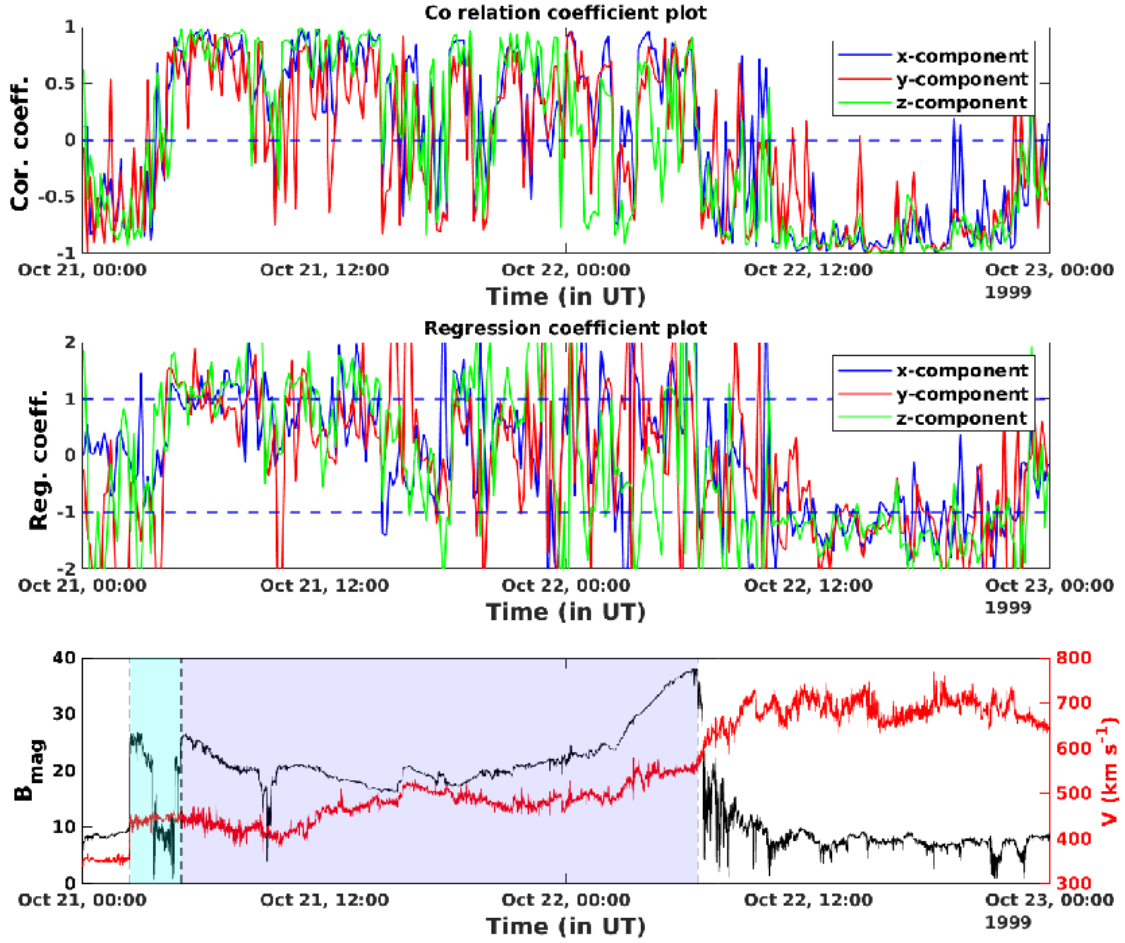 Co relation coefficient plot
1
0.5
0
-0.5
-1
Cor. coeff.
x-component
y-component
z-component
Oct 21, 00:00 Oct 21, 12:00 Oct 22, 00:00 Oct 22, 12:00 Oct 23, 00:00
Time (in UT) 1999
Regression coefficient plot
2
1
0
-1
-2
Reg. coeff.
x-component
y-component
z-component
Oct 21, 00:00 Oct 21, 12:00 Oct 22, 00:00 Oct 22, 12:00 Oct 23, 00:00
Time (in UT) 1999
40
30
20
10
0
B_mag
800
700
600
500
400
300
V (km s⁻¹)
Oct 21, 00:00 Oct 21, 12:00 Oct 22, 00:00 Oct 22, 12:00 Oct 23, 00:00
Time (in UT) 1999